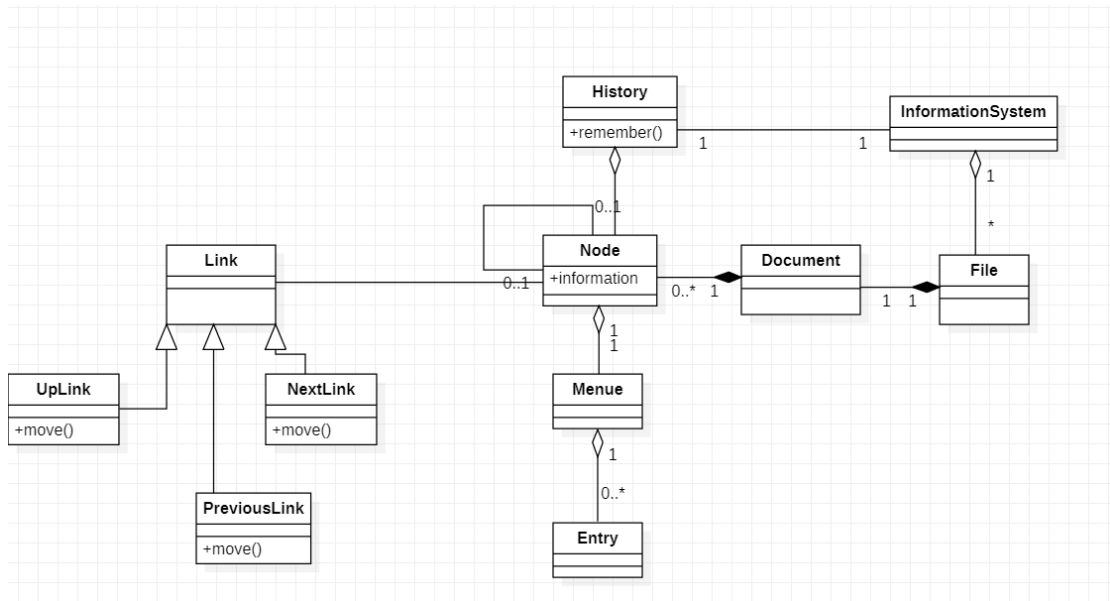 History
+remember()
InformationSystem
1
1
1
0..1
*
Node
+information
Document
File
Link
0..1
0..*
1
1
1
1
1
UpLink
+move()
NextLink
+move()
Menue
1
0..*
PreviousLink
+move()
Entry